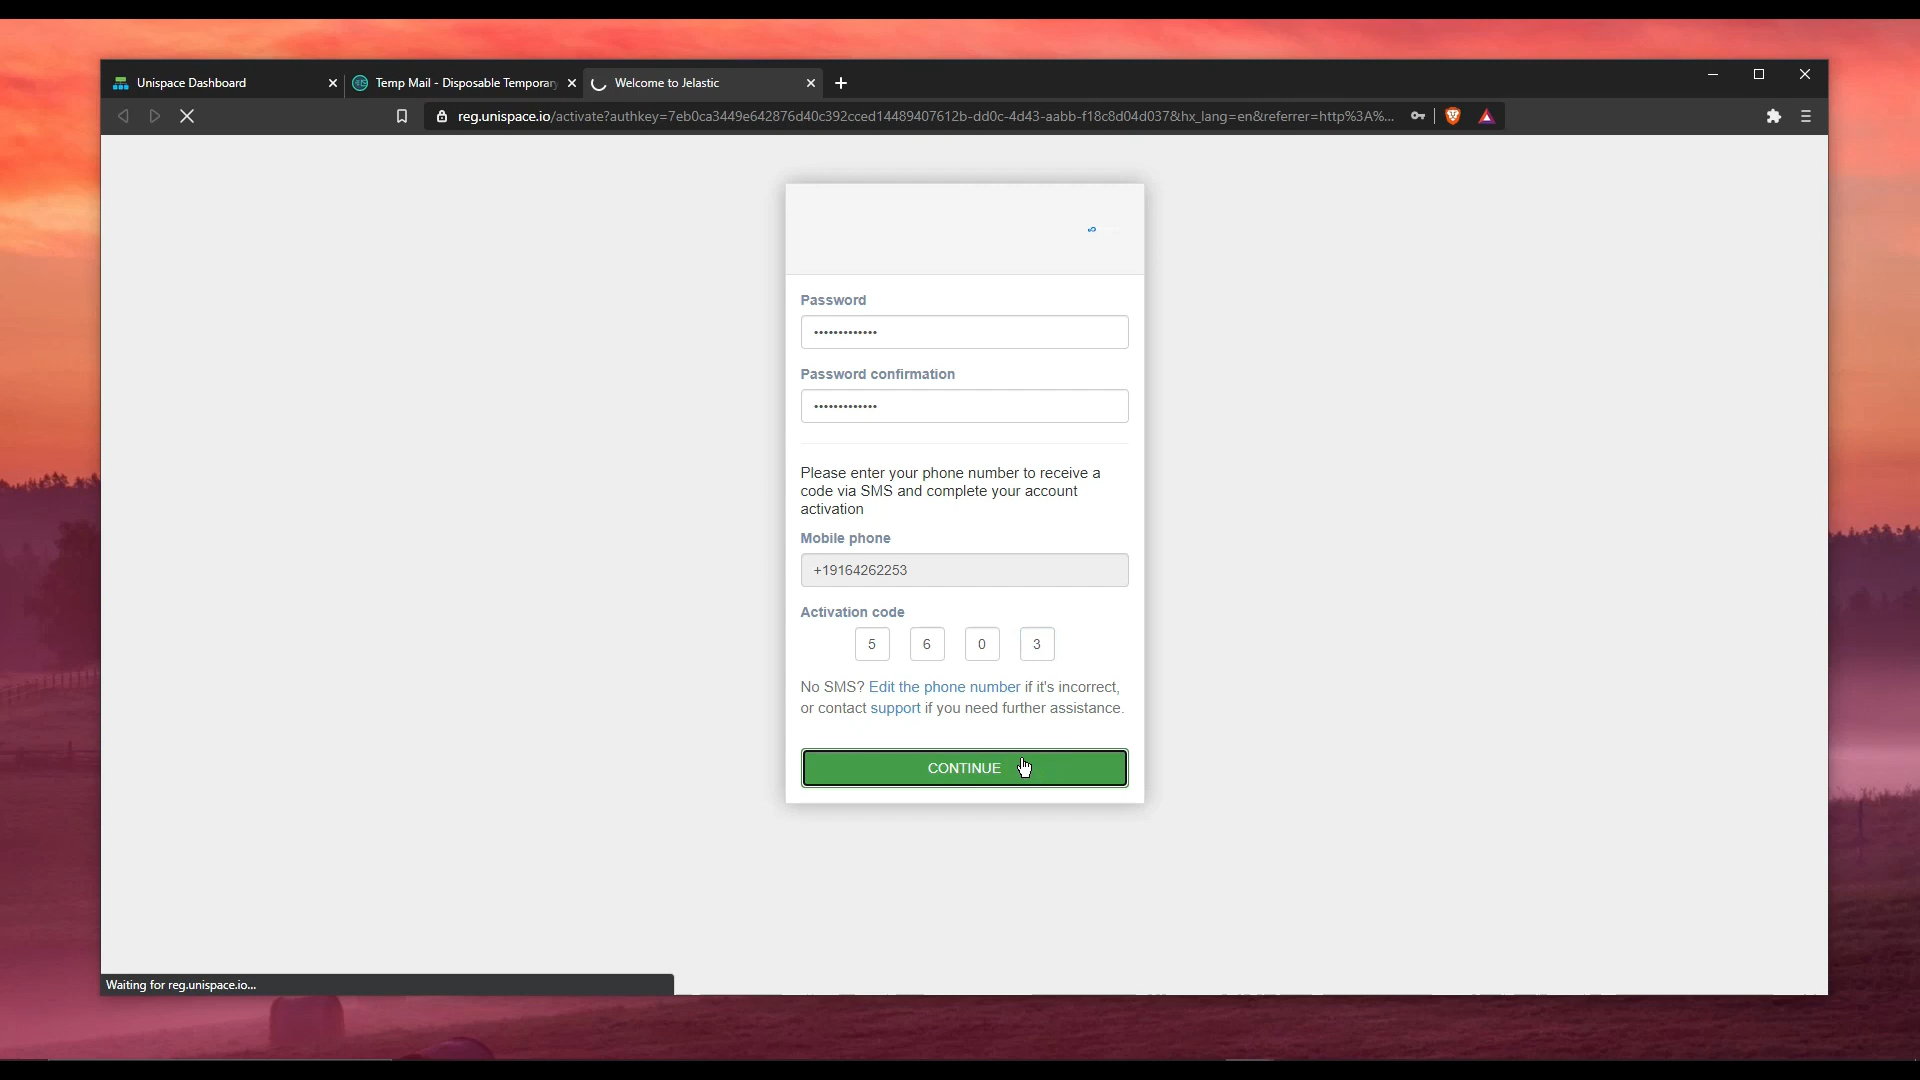 Unispace Dashboard
Temp Mail - Disposable Temporary
Welcome to Jelastic
reg.unispace.io/activate?authkey=7eb0ca3449e642876d40c392cced14489407612b-dd0c-4d43-aabb-f18c8d04d037&hx_lang=en&referrer=http%3A%...
Password
•••••••••••••
Password confirmation
•••••••••••••
Please enter your phone number to receive a
code via SMS and complete your account
activation
Mobile phone
+19164262253
Activation code
5 6 0 3
No SMS? Edit the phone number if it's incorrect,
or contact support if you need further assistance.
CONTINUE
Waiting for reg.unispace.io...